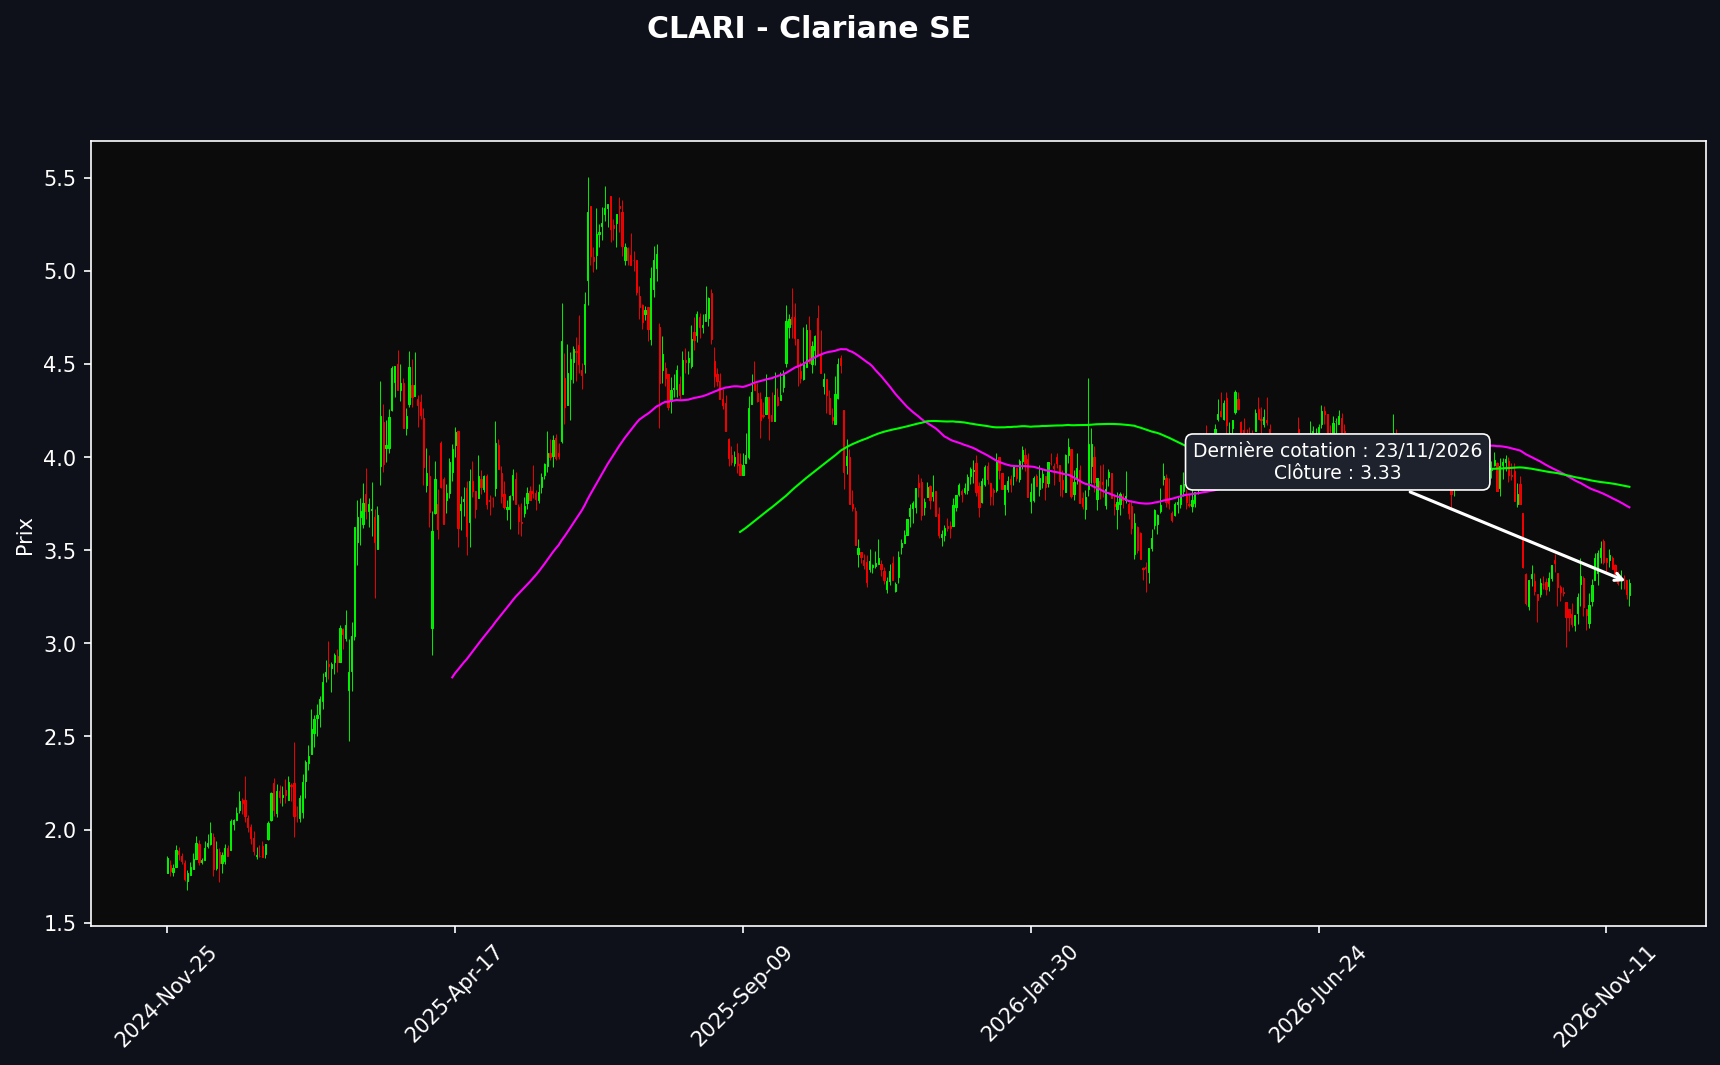 CLARI - Clariane SE
Prix
5.5
5.0
4.5
4.0
3.5
3.0
2.5
2.0
1.5
Dernière cotation : 23/11/2026
Clôture : 3.33
2024-Nov-25
2025-Apr-17
2025-Sep-09
2026-Jan-30
2026-Jun-24
2026-Nov-11